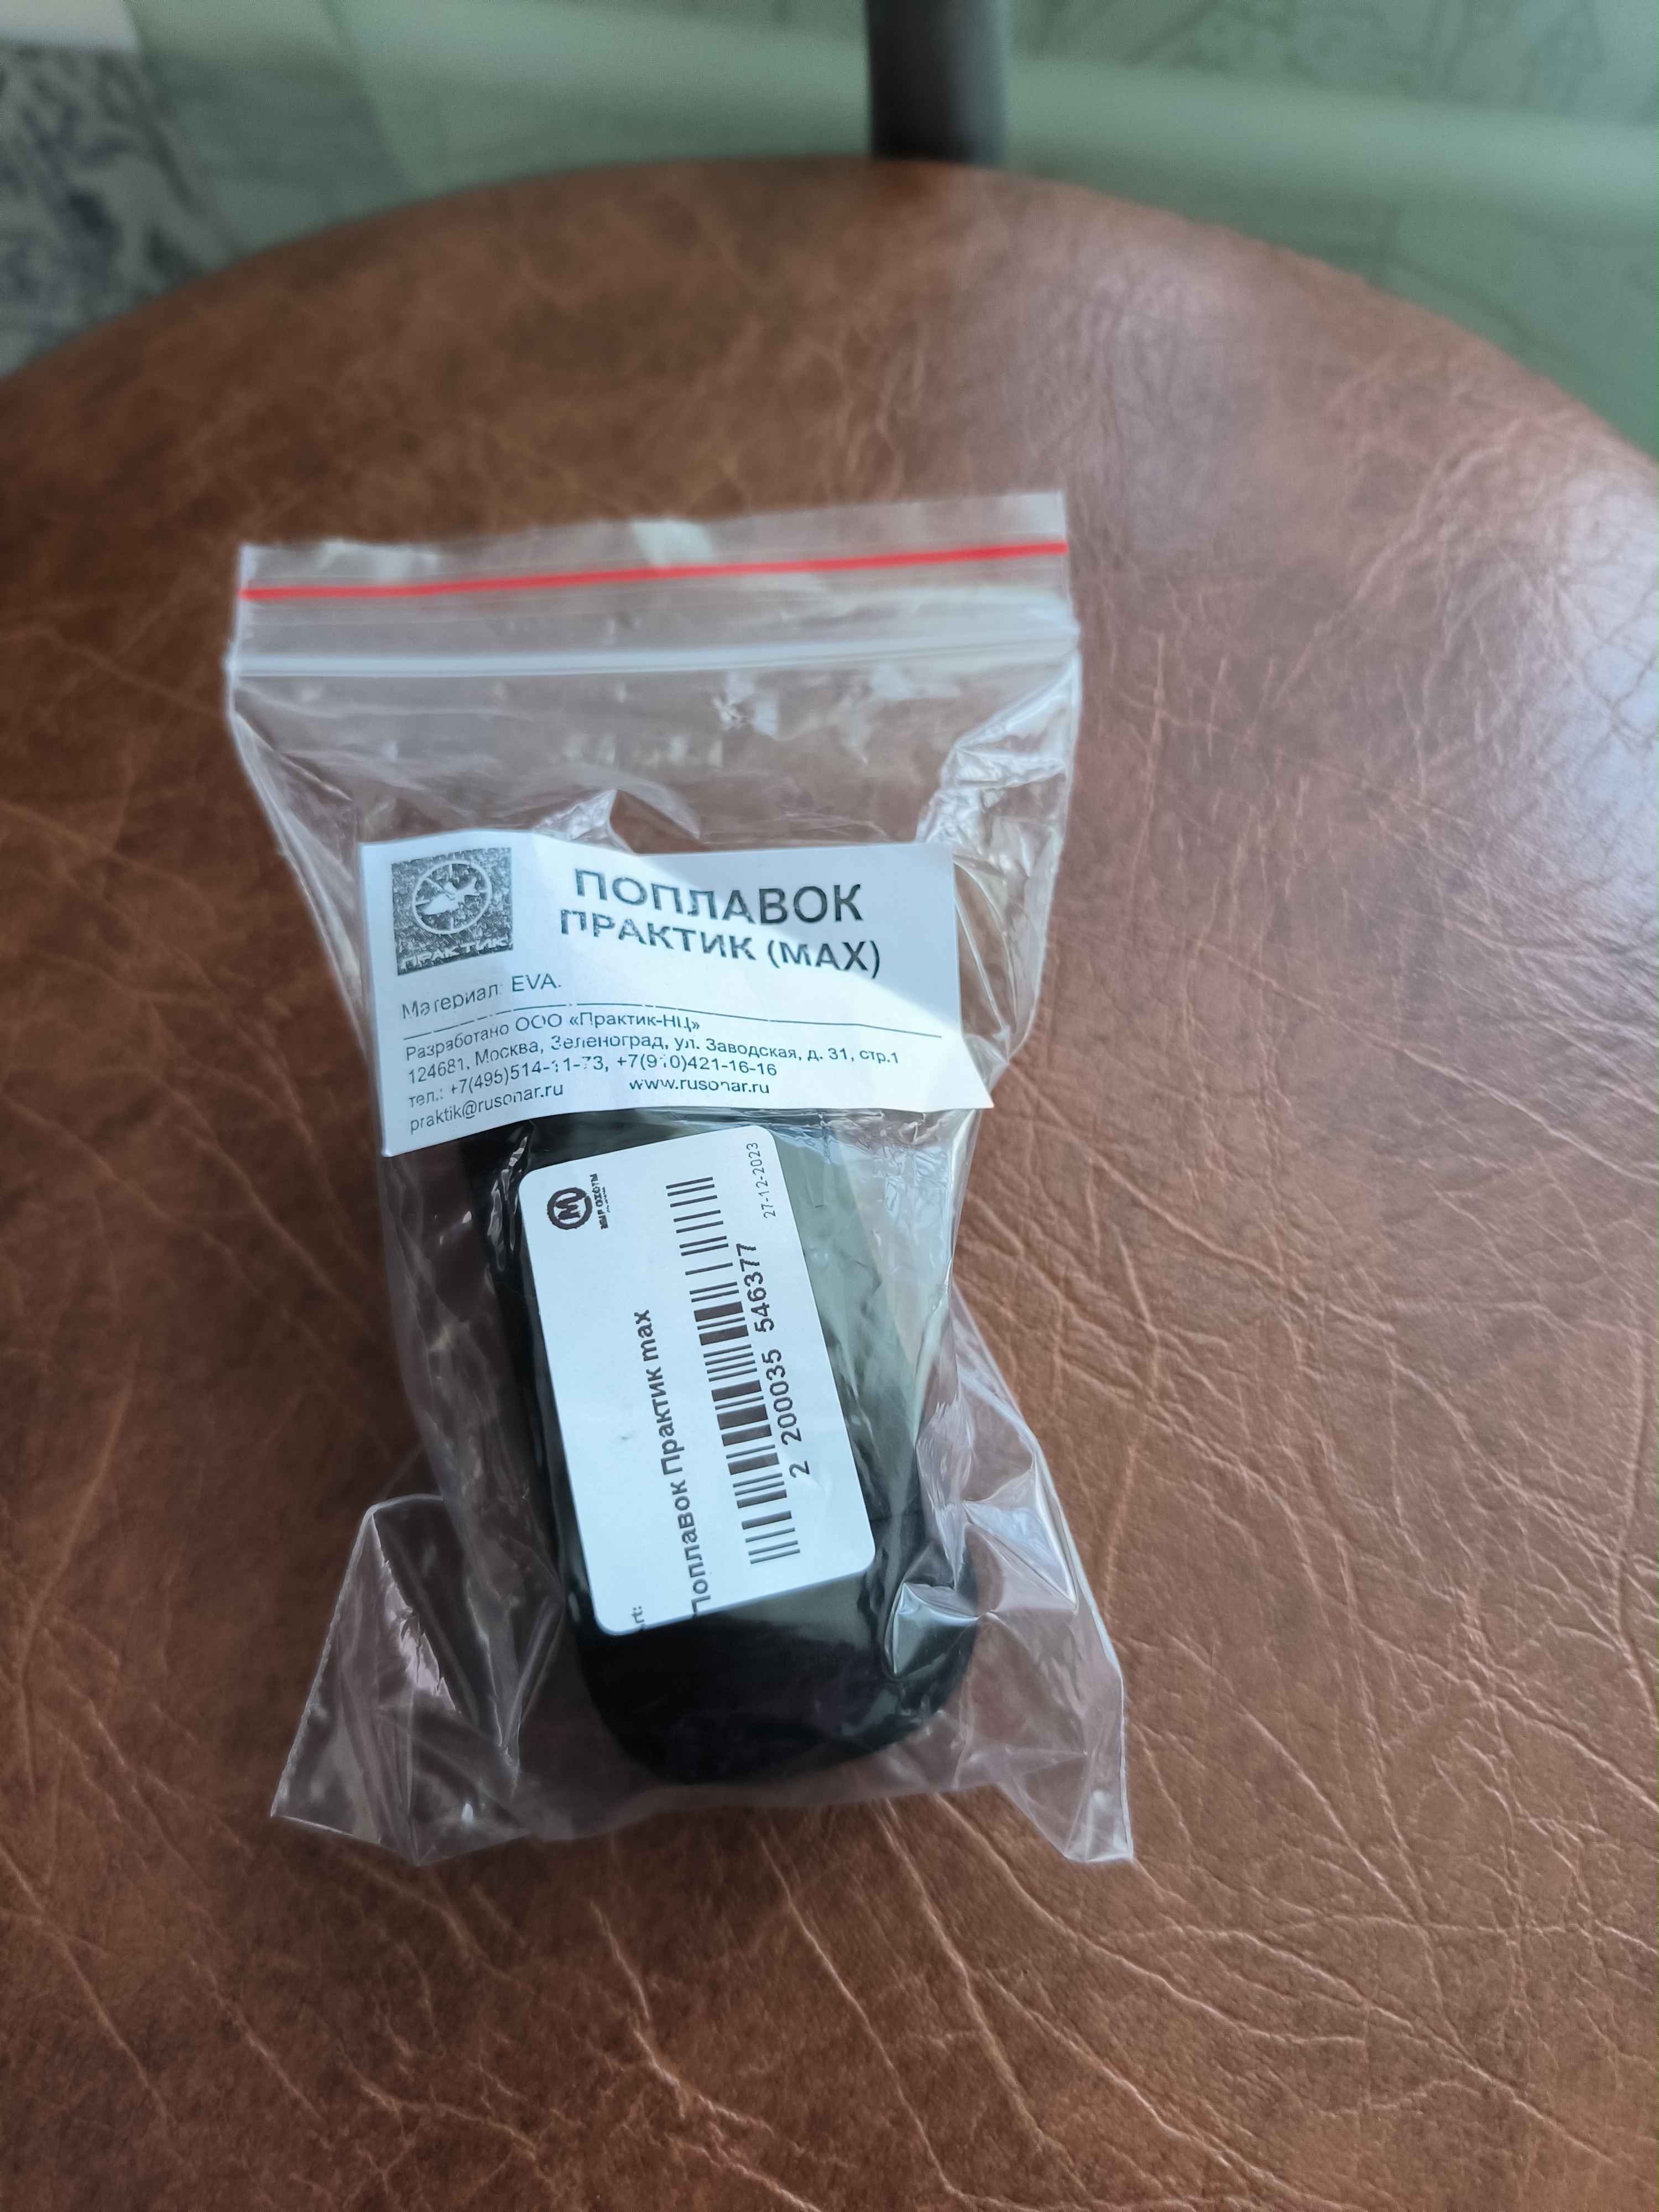 ПРАКТИК
ПОПЛАВОК
ПРАКТИК (MAX)
Материал: EVA.
Разработано ООО «Практик-НЦ»
124681, Москва, Зеленоград, ул. Заводская, д. 31, стр.1
тел.: +7(495)514-11-73, +7(910)421-16-16
praktik@rusonar.ru www.rusonar.ru
МИР ОХОТЫ
27-12-2023
Поплавок Практик max
2 200035 546377